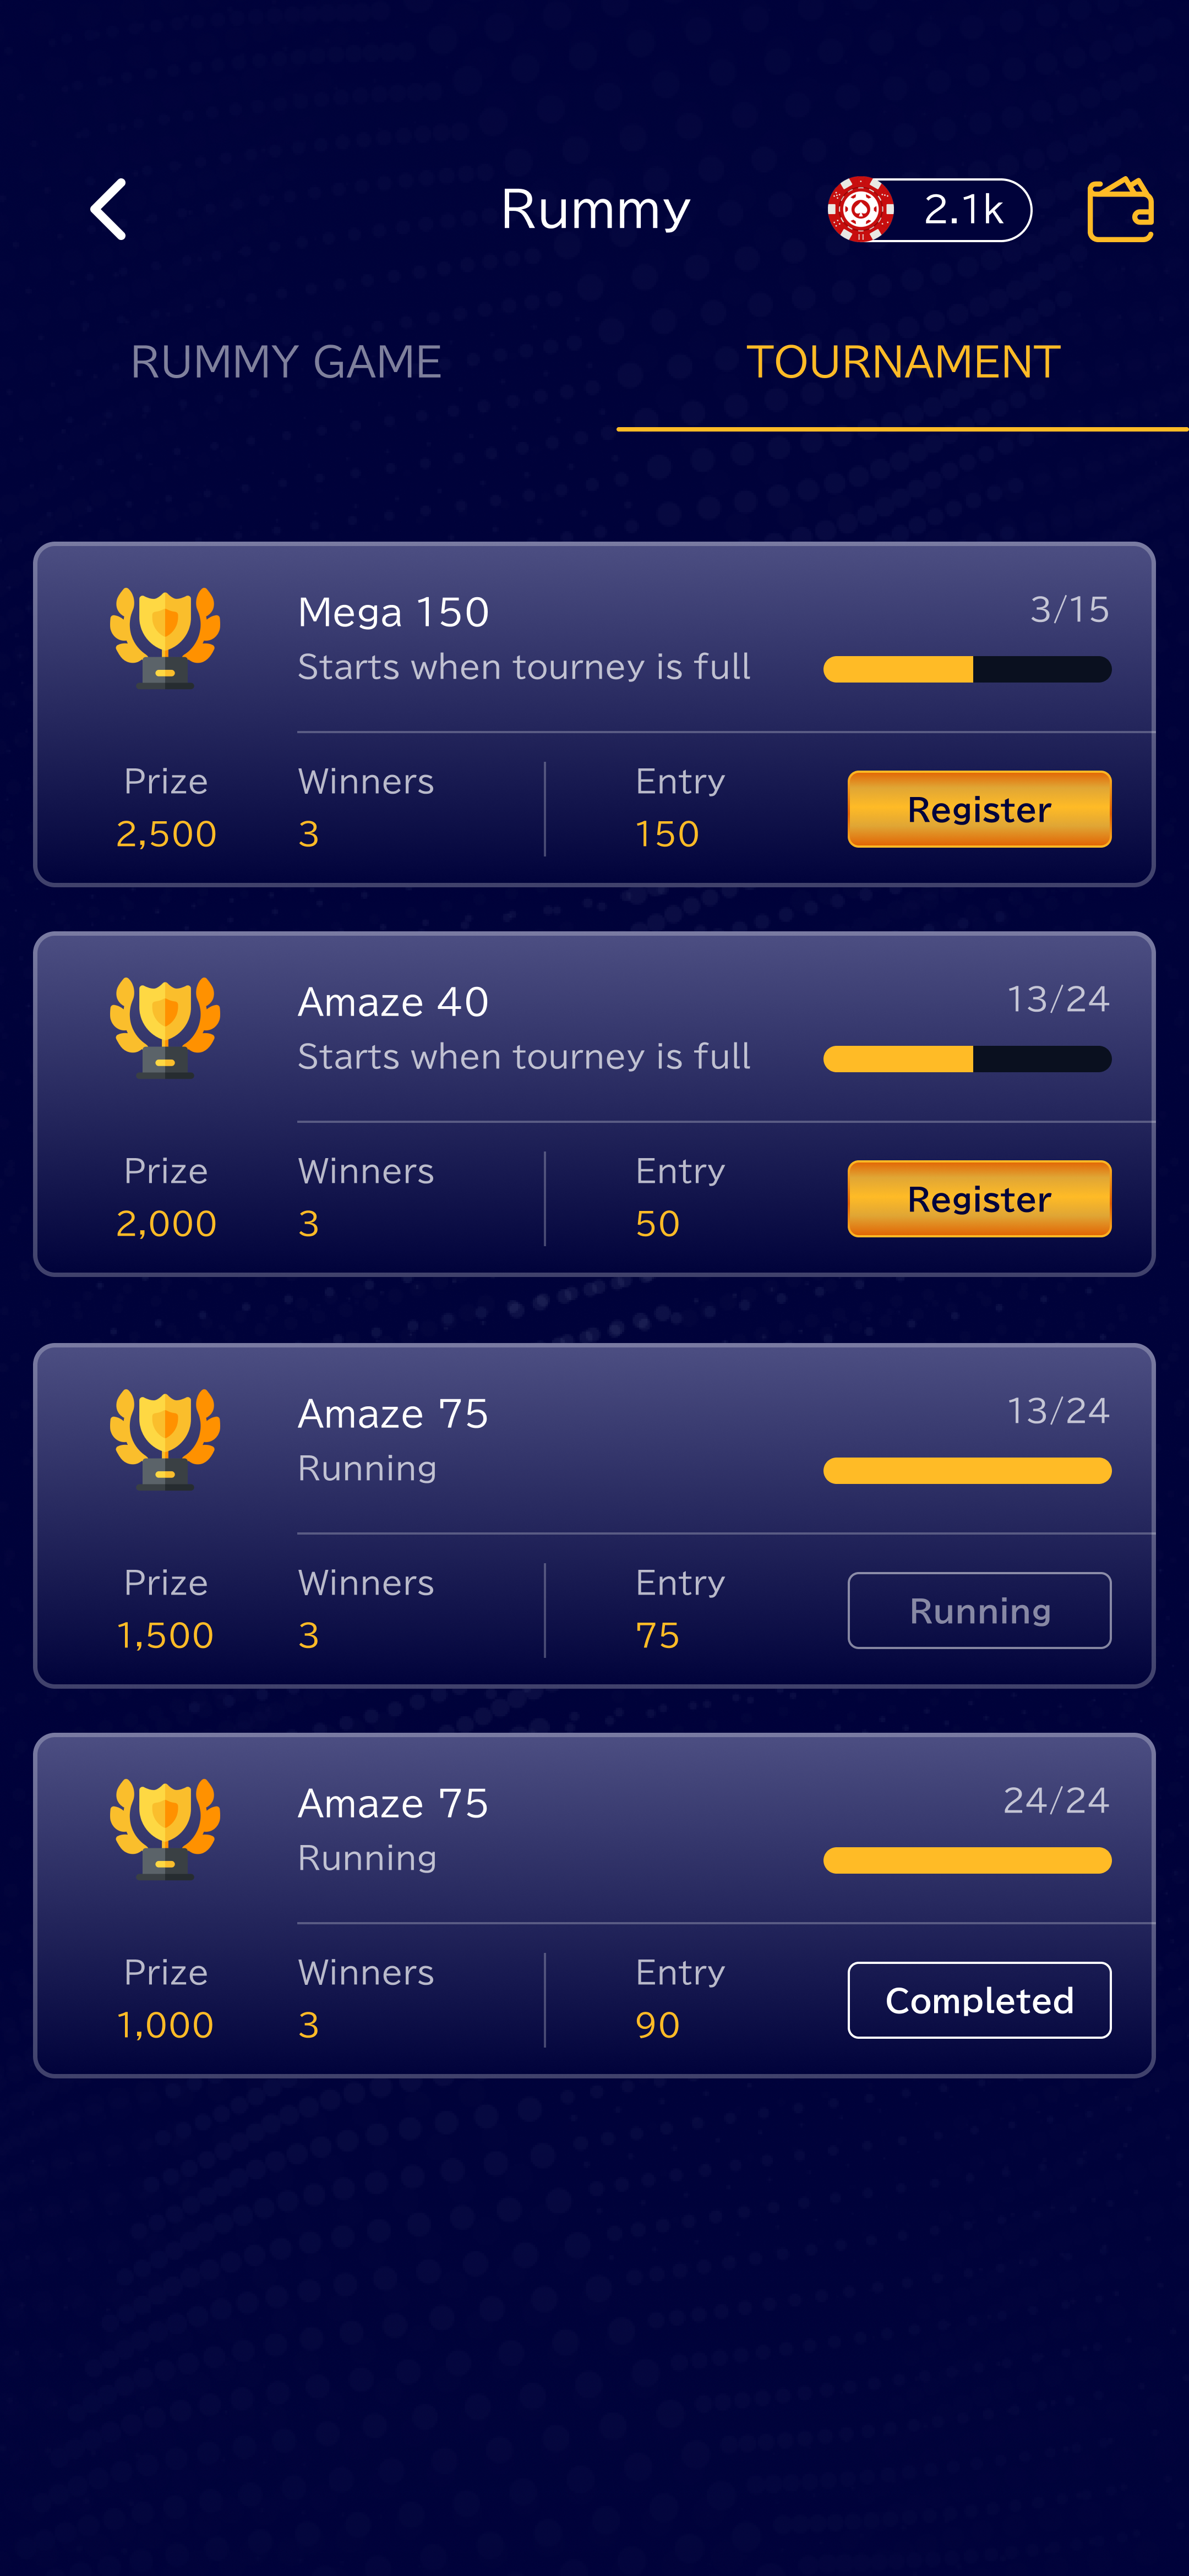 Rummy
2.1k
RUMMY GAME
TOURNAMENT
Mega 150
3/15
Starts when tourney is full
Prize
Winners
Entry
2,500
3
150
Register
Amaze 40
13/24
Starts when tourney is full
Prize
Winners
Entry
2,000
3
50
Register
Amaze 75
13/24
Running
Prize
Winners
Entry
1,500
3
75
Running
Amaze 75
24/24
Running
Prize
Winners
Entry
1,000
3
90
Completed